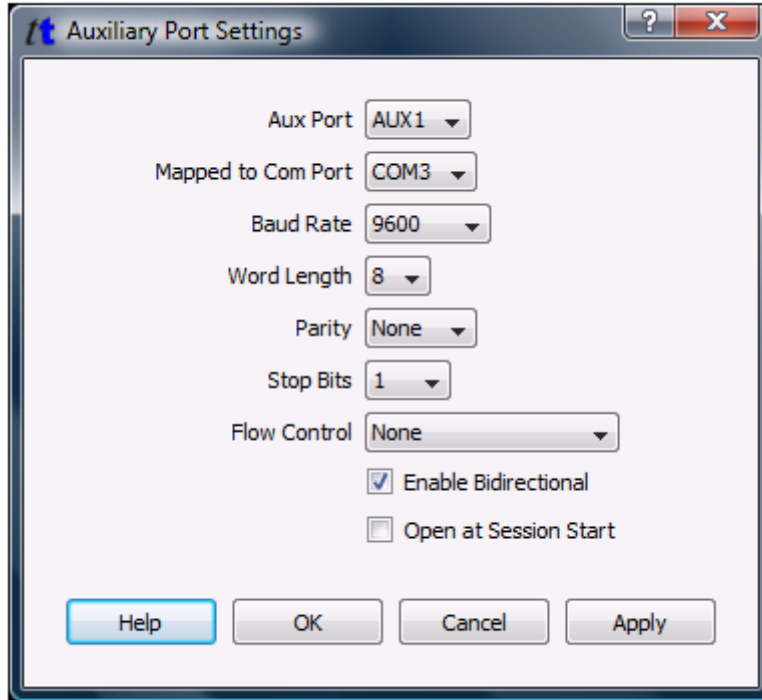 tt Auxiliary Port Settings ? X
Aux Port AUX1
Mapped to Com Port COM3
Baud Rate 9600
Word Length 8
Parity None
Stop Bits 1
Flow Control None
Enable Bidirectional
Open at Session Start
Help OK Cancel Apply